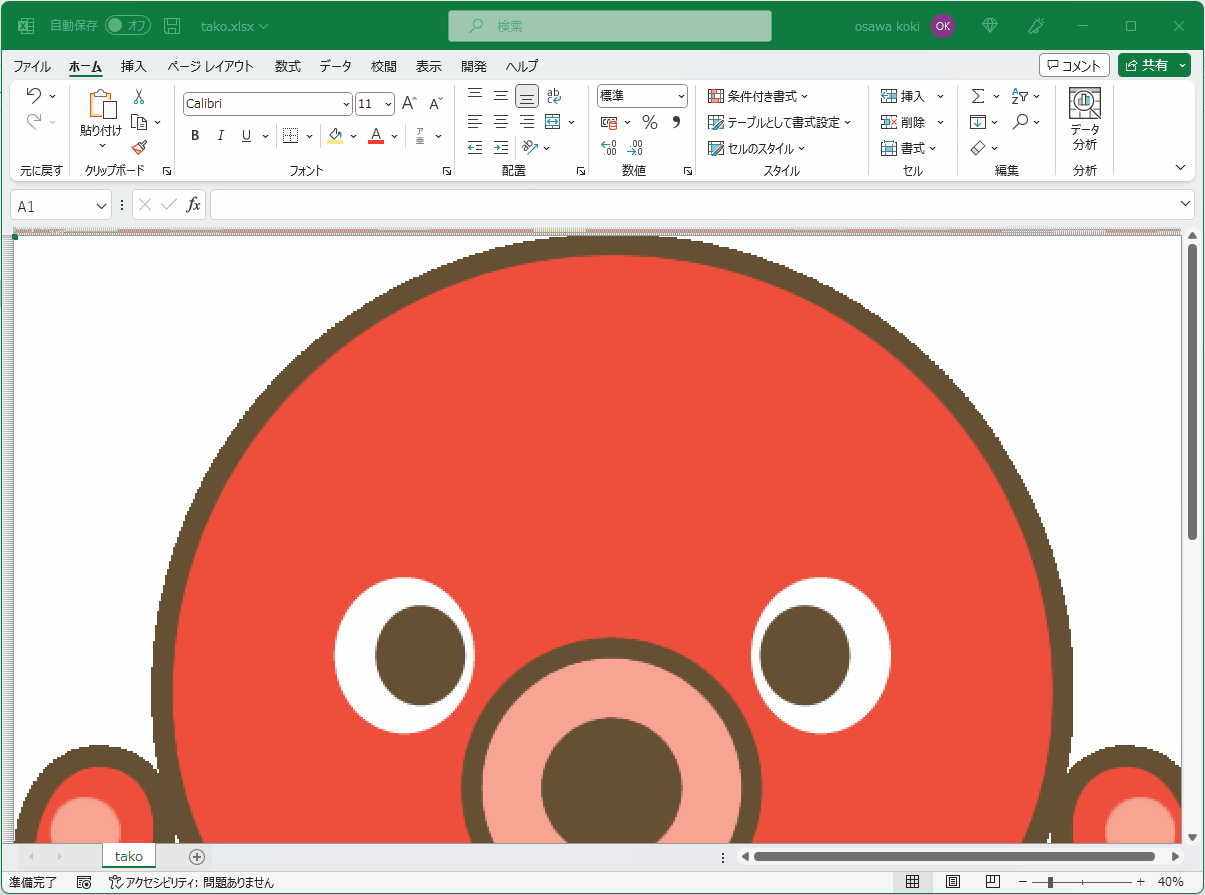 自動保存 オフ tako.xlsx 検索 osawa koki OK
ファイル ホーム 挿入 ページ レイアウト 数式 データ 校閲 表示 開発 ヘルプ コメント 共有
Calibri 11 標準 条件付き書式 挿入
貼り付け B I U A ア 亜 % テーブルとして書式設定 削除 データ 分析
セルのスタイル 書式
元に戻す クリップボード フォント 配置 数値 スタイル セル 編集 分析
A1 fx
tako
準備完了 アクセシビリティ: 問題ありません 40%